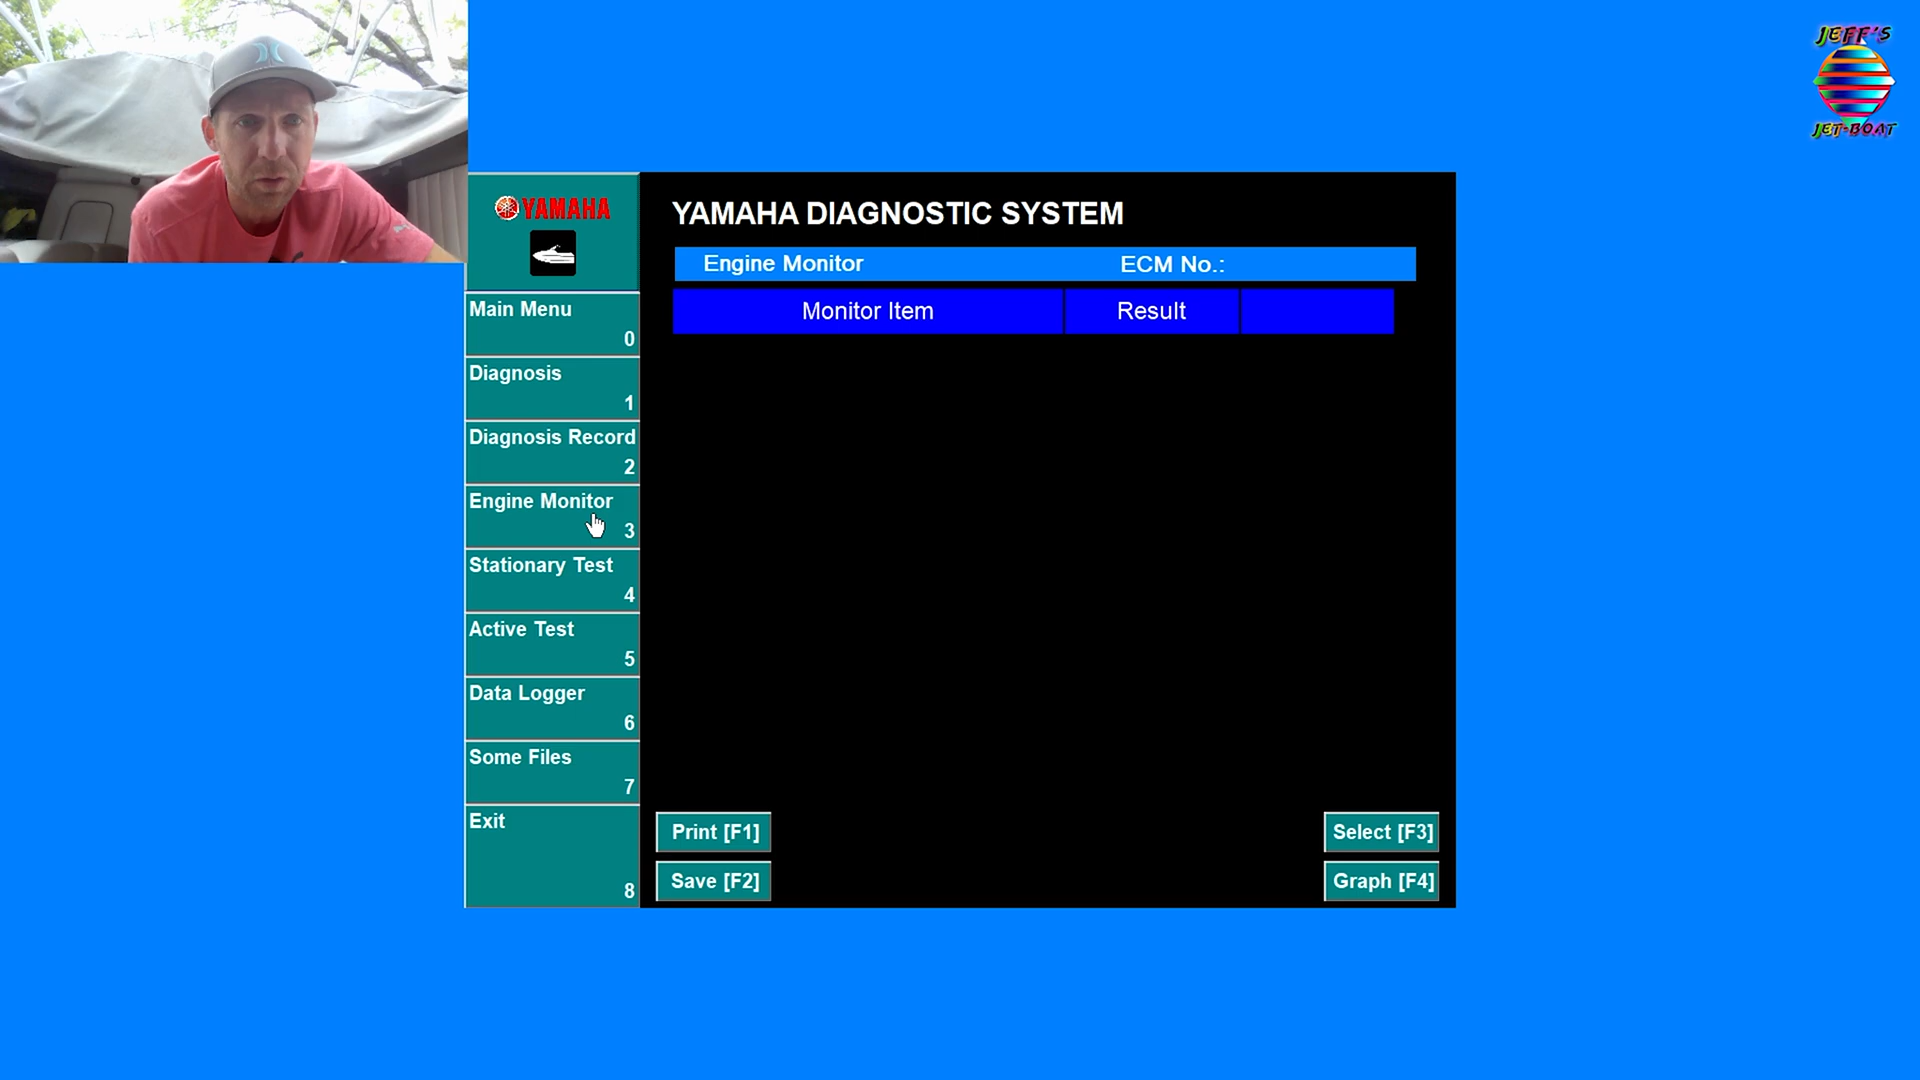 JEFF'S
JET-BOAT
YAMAHA
YAMAHA DIAGNOSTIC SYSTEM
Engine Monitor ECM No.:
Monitor Item Result
Main Menu
0
Diagnosis
1
Diagnosis Record
2
Engine Monitor
3
Stationary Test
4
Active Test
5
Data Logger
6
Some Files
7
Exit
8
Print [F1]
Select [F3]
Save [F2]
Graph [F4]